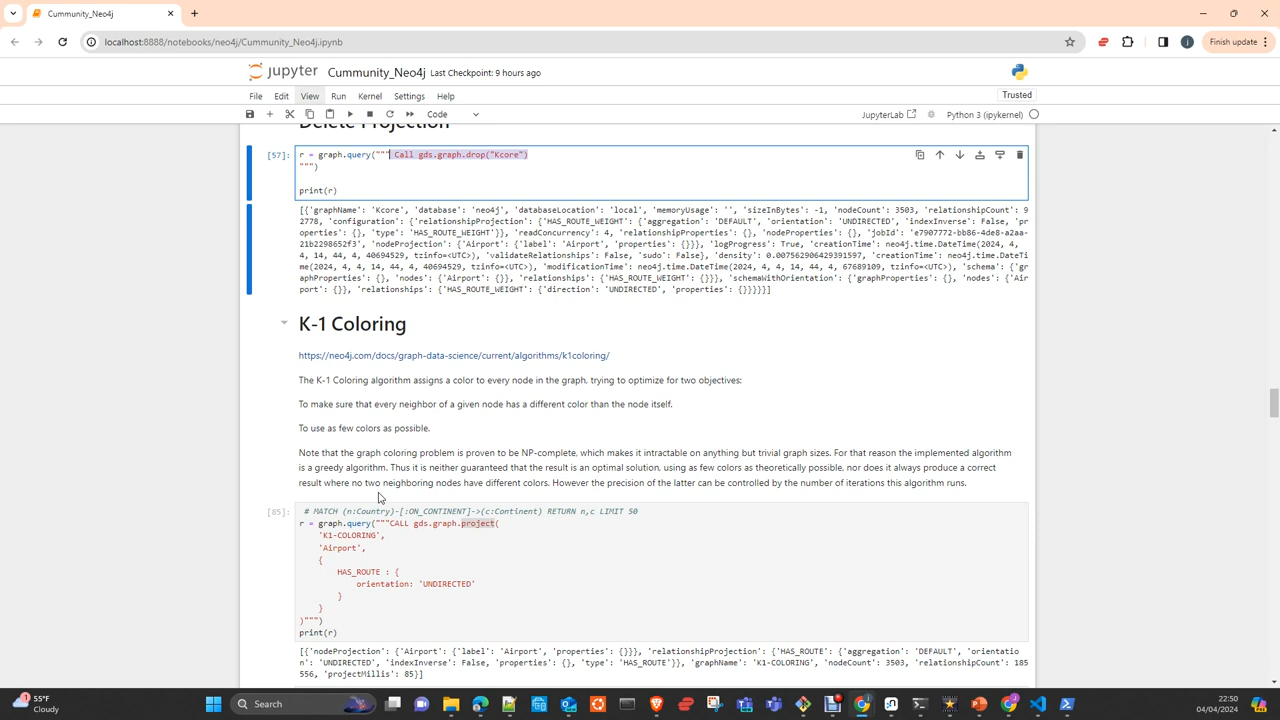 Cummunity_Neo4j
localhost:8888/notebooks/neo4j/Cummunity_Neo4j.ipynb
Finish update
jupyter Cummunity_Neo4j Last Checkpoint: 9 hours ago
File Edit View Run Kernel Settings Help
Trusted
Code
JupyterLab
Python 3 (ipykernel)
Delete Projection
[57]: r = graph.query(""" Call gds.graph.drop("Kcore")
""")
print(r)
[{'graphName': 'Kcore', 'database': 'neo4j', 'databaseLocation': 'local', 'memoryUsage': '', 'sizeInBytes': -1, 'nodeCount': 3503, 'relationshipCount': 9
2778, 'configuration': {'relationshipProjection': {'HAS_ROUTE_WEIGHT': {'aggregation': 'DEFAULT', 'orientation': 'UNDIRECTED', 'indexInverse': False, 'pr
operties': {}, 'type': 'HAS_ROUTE_WEIGHT'}}, 'readConcurrency': 4, 'relationshipProperties': {}, 'nodeProperties': {}, 'jobId': 'e7907772-bb86-4de8-a2aa-
21b2298652f3', 'nodeProjection': {'Airport': {'label': 'Airport', 'properties': {}}}, 'logProgress': True, 'creationTime': neo4j.time.DateTime(2024, 4,
4, 14, 44, 4, 40694529, tzinfo=<UTC>), 'validateRelationships': False, 'sudo': False}, 'density': 0.007562906429391597, 'creationTime': neo4j.time.DateTi
me(2024, 4, 4, 14, 44, 4, 40694529, tzinfo=<UTC>), 'modificationTime': neo4j.time.DateTime(2024, 4, 4, 14, 44, 4, 67689109, tzinfo=<UTC>), 'schema': {'gr
aphProperties': {}, 'nodes': {'Airport': {}}, 'relationships': {'HAS_ROUTE_WEIGHT': {}}}, 'schemaWithOrientation': {'graphProperties': {}, 'nodes': {'Air
port': {}}, 'relationships': {'HAS_ROUTE_WEIGHT': {'direction': 'UNDIRECTED', 'properties': {}}}}}]
K-1 Coloring
https://neo4j.com/docs/graph-data-science/current/algorithms/k1coloring/
The K-1 Coloring algorithm assigns a color to every node in the graph, trying to optimize for two objectives:
To make sure that every neighbor of a given node has a different color than the node itself.
To use as few colors as possible.
Note that the graph coloring problem is proven to be NP-complete, which makes it intractable on anything but trivial graph sizes. For that reason the implemented algorithm
is a greedy algorithm. Thus it is neither guaranteed that the result is an optimal solution, using as few colors as theoretically possible, nor does it always produce a correct
result where no two neighboring nodes have different colors. However the precision of the latter can be controlled by the number of iterations this algorithm runs.
[85]: # MATCH (n:Country)-[:ON_CONTINENT]->(c:Continent) RETURN n,c LIMIT 50
r = graph.query("""CALL gds.graph.project(
'K1-COLORING',
'Airport',
{
HAS_ROUTE : {
orientation: 'UNDIRECTED'
}
}
)""")
print(r)
[{'nodeProjection': {'Airport': {'label': 'Airport', 'properties': {}}}, 'relationshipProjection': {'HAS_ROUTE': {'aggregation': 'DEFAULT', 'orientatio
n': 'UNDIRECTED', 'indexInverse': False, 'properties': {}, 'type': 'HAS_ROUTE'}}, 'graphName': 'K1-COLORING', 'nodeCount': 3503, 'relationshipCount': 185
556, 'projectMillis': 85}]
55°F
Cloudy
Search
22:50
04/04/2024